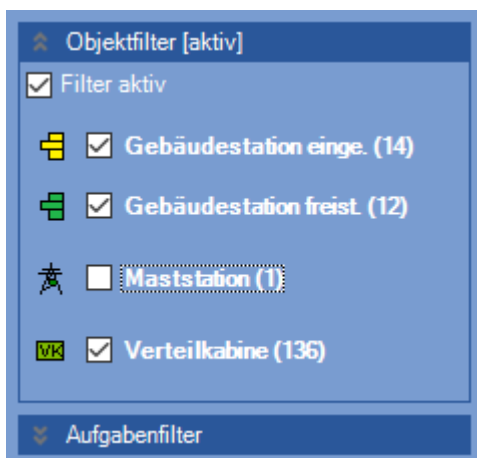 Objektfilter [aktiv]
Filter aktiv
Gebäudestation einge. (14)
Gebäudestation freist. (12)
Maststation (1)
VK Verteilkabine (136)
Aufgabenfilter